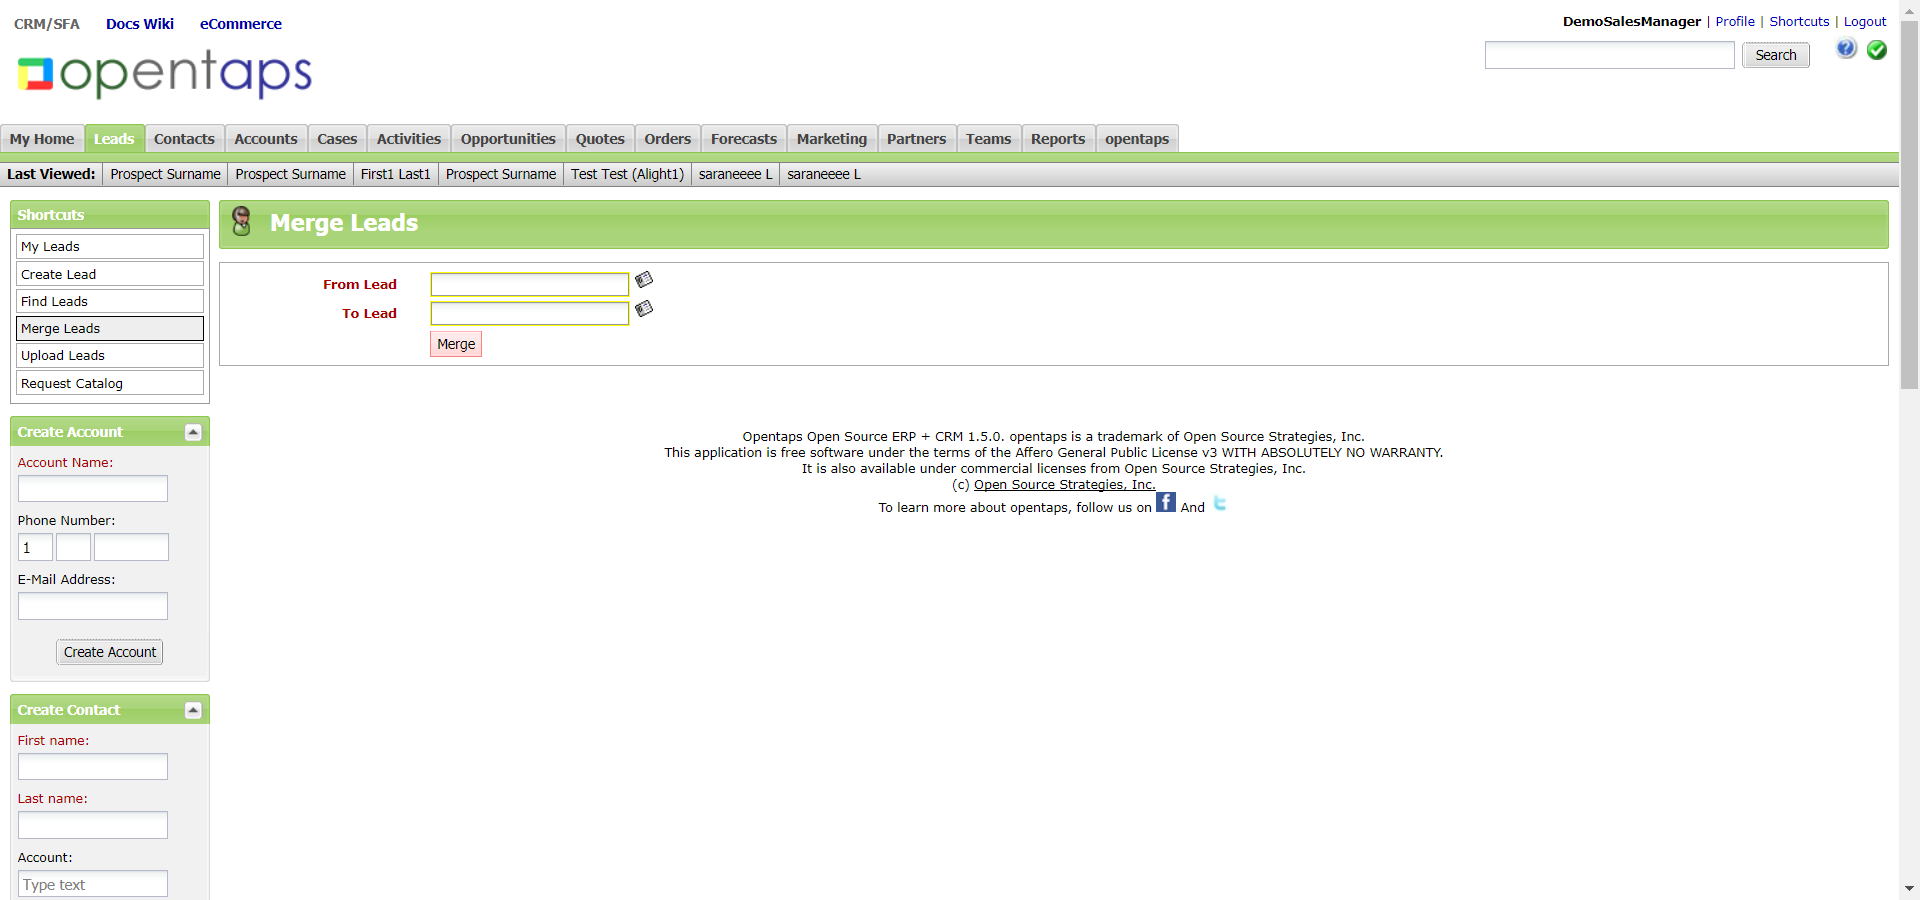 CRM/SFA Docs Wiki eCommerce
DemoSalesManager | Profile | Shortcuts | Logout
opentaps
Search
My Home Leads Contacts Accounts Cases Activities Opportunities Quotes Orders Forecasts Marketing Partners Teams Reports opentaps
Last Viewed: Prospect Surname Prospect Surname First1 Last1 Prospect Surname Test Test (Alight1) saraneeee L saraneeee L
Shortcuts
My Leads
Create Lead
Find Leads
Merge Leads
Upload Leads
Request Catalog
Merge Leads
From Lead
To Lead
Merge
Create Account
Account Name:
Phone Number:
1
E-Mail Address:
Create Account
Create Contact
First name:
Last name:
Account:
Type text
Opentaps Open Source ERP + CRM 1.5.0. opentaps is a trademark of Open Source Strategies, Inc.
This application is free software under the terms of the Affero General Public License v3 WITH ABSOLUTELY NO WARRANTY.
It is also available under commercial licenses from Open Source Strategies, Inc.
(c) Open Source Strategies, Inc.
To learn more about opentaps, follow us on f And t